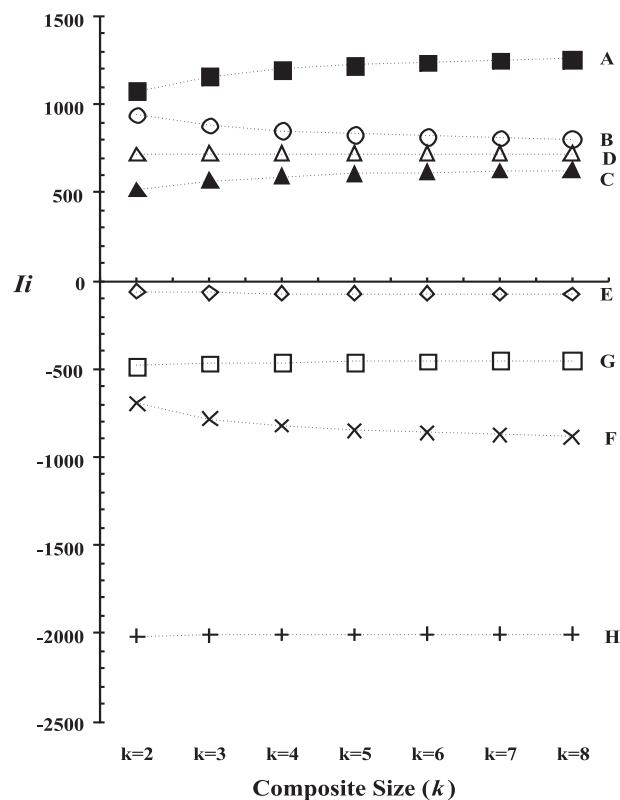 1500
A
1000
B
D
500
C
0
Ii
E
-500
G
F
-1000
-1500
-2000
H
-2500
k=2 k=3 k=4 k=5 k=6 k=7 k=8
Composite Size (k)